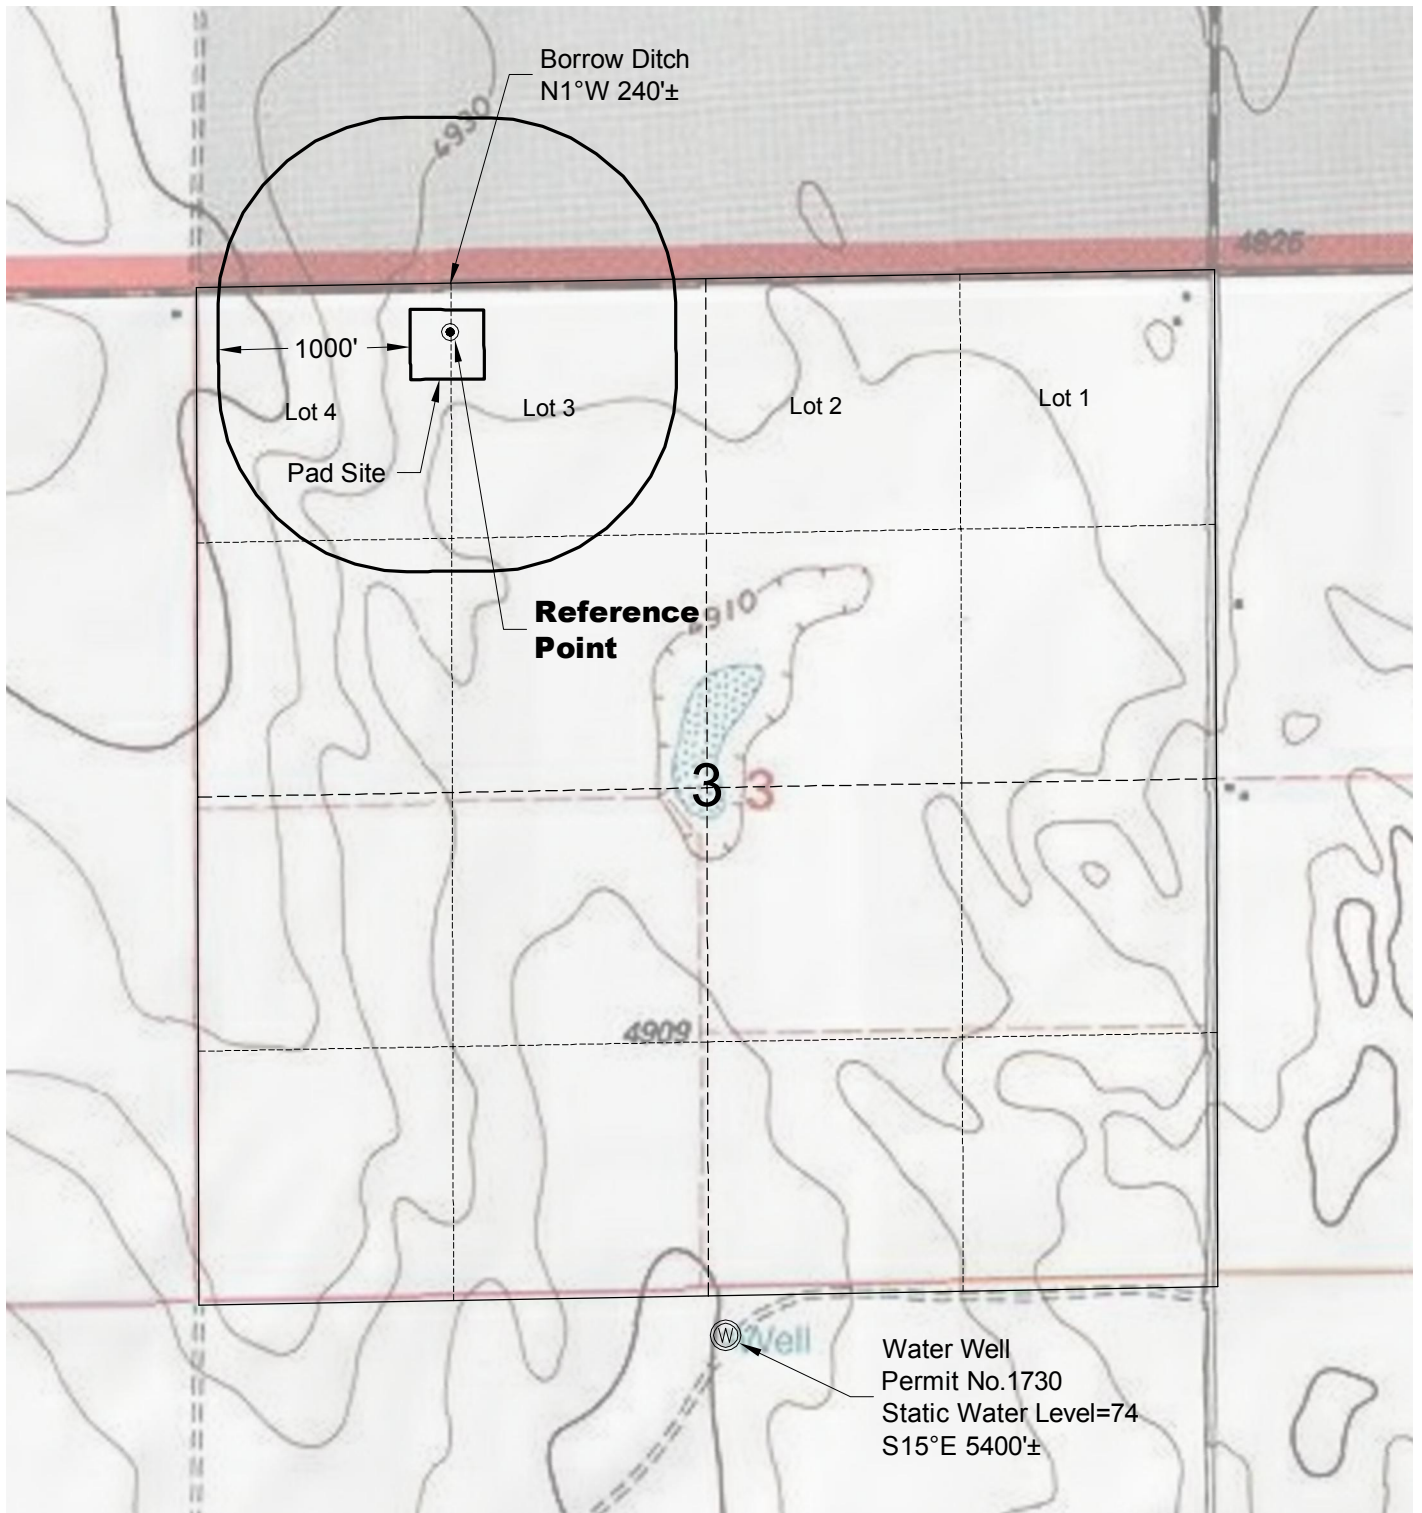 Borrow Ditch
N1°W 240'±
4930
4925
1000'
Lot 4
Lot 3
Lot 2
Lot 1
Pad Site
Reference
Point
4910
3
3
4909
W
Well
Water Well
Permit No.1730
Static Water Level=74
S15°E 5400'±